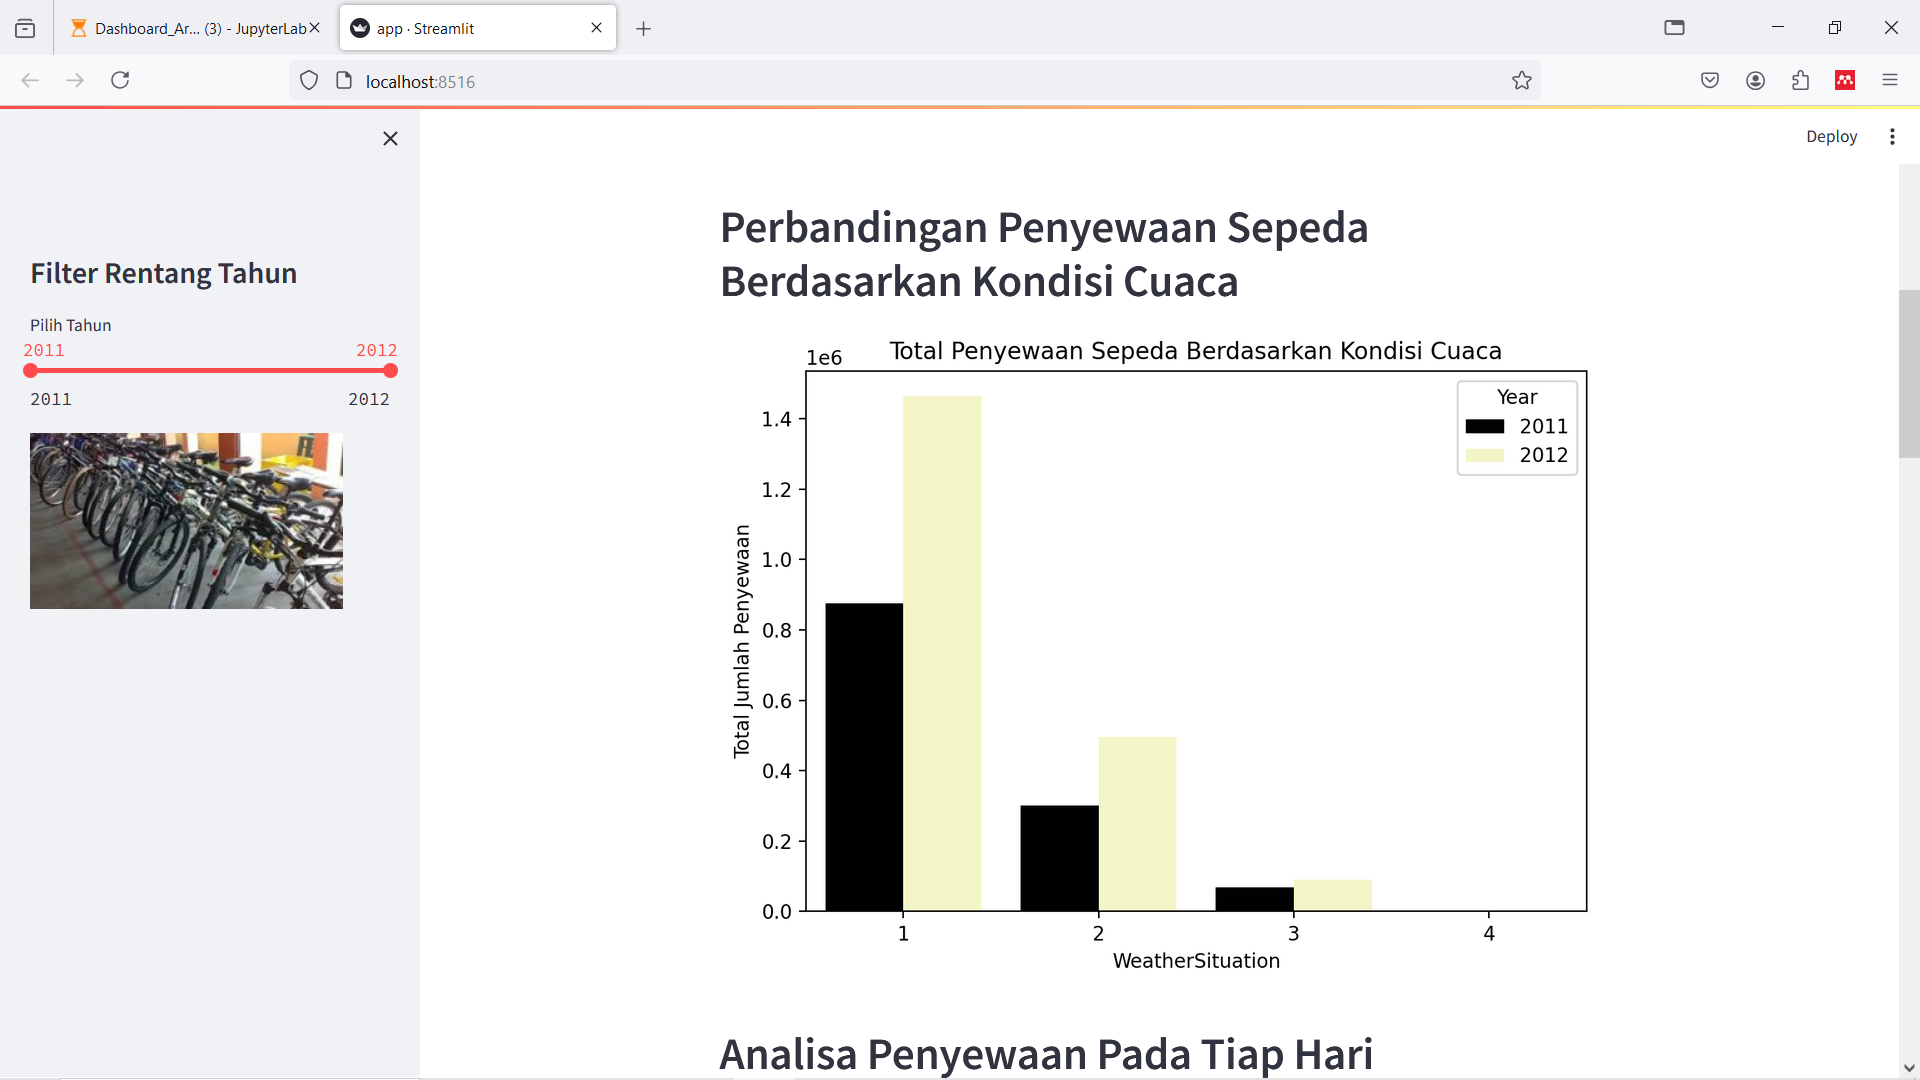 Dashboard_Ar... (3) - JupyterLab
app · Streamlit
localhost:8516
Deploy
Filter Rentang Tahun
Pilih Tahun
2011 2012
2011 2012
Perbandingan Penyewaan Sepeda
Berdasarkan Kondisi Cuaca
Total Penyewaan Sepeda Berdasarkan Kondisi Cuaca
1e6
Year
2011
2012
Total Jumlah Penyewaan
1.4
1.2
1.0
0.8
0.6
0.4
0.2
0.0
1 2 3 4
WeatherSituation
Analisa Penyewaan Pada Tiap Hari